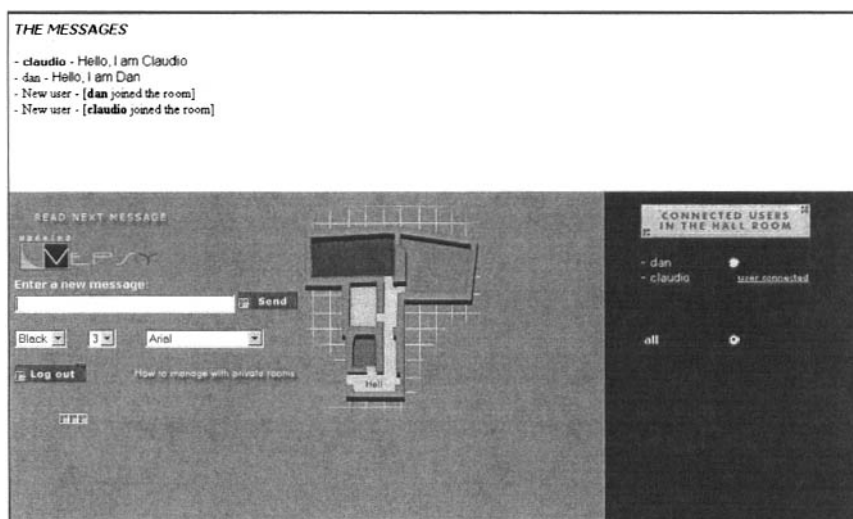 THE MESSAGES
- claudio - Hello, I am Claudio
- dan - Hello, I am Dan
- New user - [dan joined the room]
- New user - [claudio joined the room]
READ NEXT MESSAGE
VEPSY
Enter a new message:
Send
Black 3 Arial
Log out How to manage with private rooms
Hall
CONNECTED USERS
IN THE HALL ROOM
- dan
- claudio user connected
all